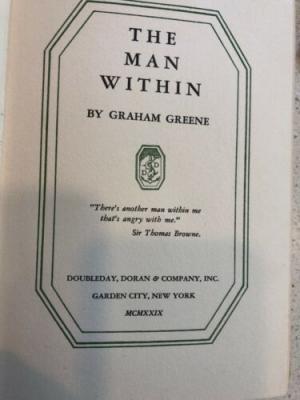 THE
MAN
WITHIN
BY GRAHAM GREENE
"There's another man within me
that's angry with me."
Sir Thomas Browne.
DOUBLEDAY, DORAN & COMPANY, INC.
GARDEN CITY, NEW YORK
MCMXXIX